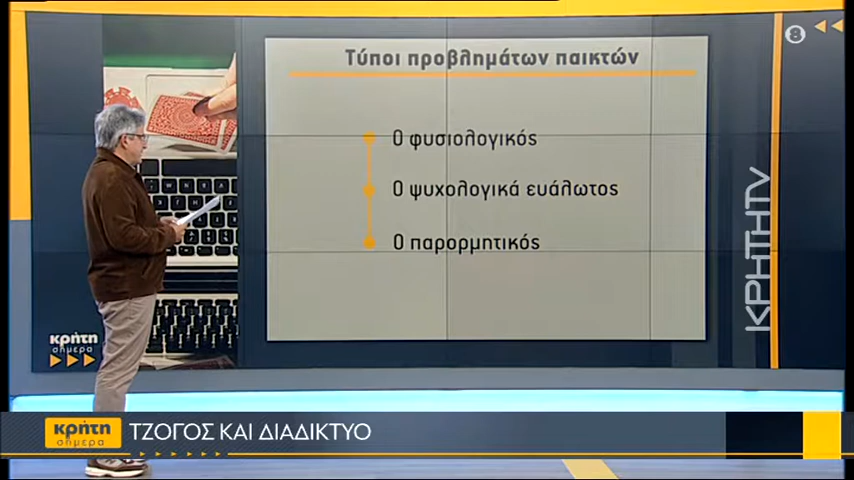 Τύποι προβλημάτων παικτών
8
Ο φυσιολογικός
Ο ψυχολογικά ευάλωτος
Ο παρορμητικός
ΚΡΗΤΗTV
κρήτη
σήμερα
κρήτη
σήμερα
ΤΖΟΓΟΣ ΚΑΙ ΔΙΑΔΙΚΤΥΟ